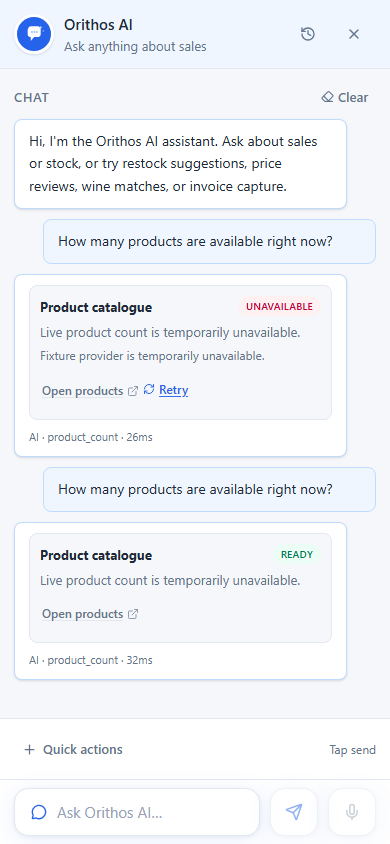 Orithos AI
Ask anything about sales
CHAT
Clear
Hi, I'm the Orithos AI assistant. Ask about sales
or stock, or try restock suggestions, price
reviews, wine matches, or invoice capture.
How many products are available right now?
Product catalogue
UNAVAILABLE
Live product count is temporarily unavailable.
Fixture provider is temporarily unavailable.
Open products
Retry
AI · product_count · 26ms
How many products are available right now?
Product catalogue
READY
Live product count is temporarily unavailable.
Open products
AI · product_count · 32ms
Quick actions
Tap send
Ask Orithos AI...